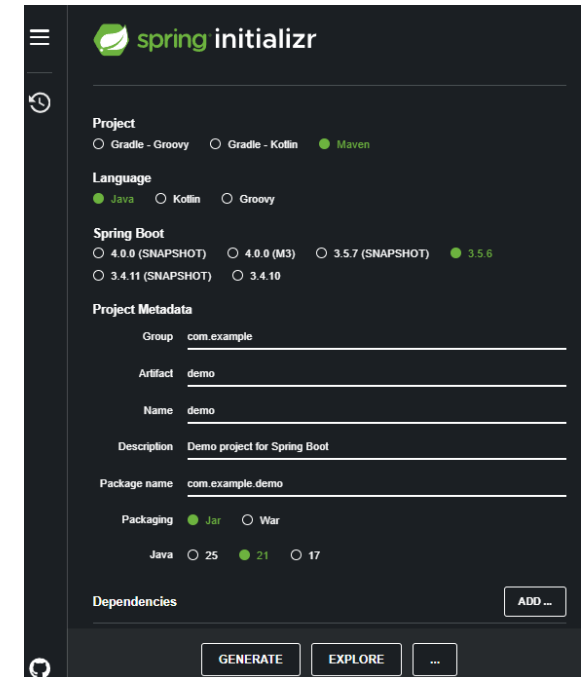 spring initializr
Project
Gradle - Groovy Gradle - Kotlin Maven
Language
Java Kotlin Groovy
Spring Boot
4.0.0 (SNAPSHOT) 4.0.0 (M3) 3.5.7 (SNAPSHOT) 3.5.6
3.4.11 (SNAPSHOT) 3.4.10
Project Metadata
Group com.example
Artifact demo
Name demo
Description Demo project for Spring Boot
Package name com.example.demo
Packaging Jar War
Java 25 21 17
Dependencies ADD ...
GENERATE EXPLORE ...